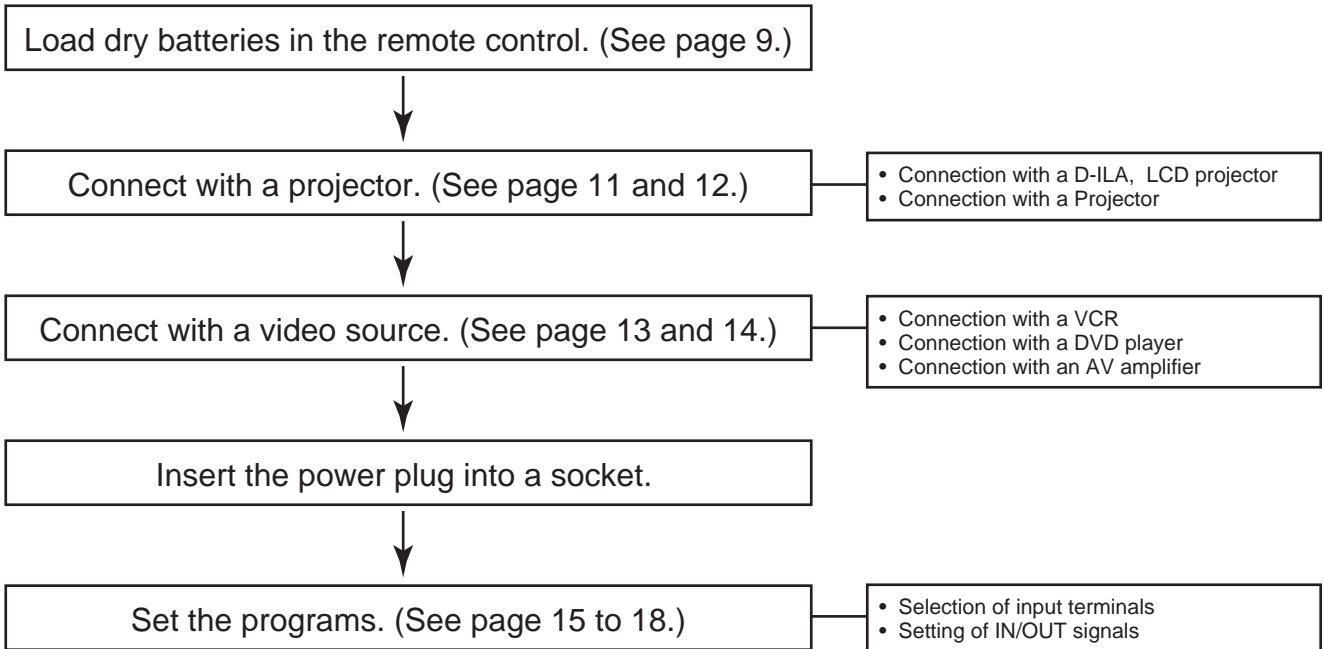 Load dry batteries in the remote control. (See page 9.)
Connect with a projector. (See page 11 and 12.)
• Connection with a D-ILA, LCD projector
• Connection with a Projector
Connect with a video source. (See page 13 and 14.)
• Connection with a VCR
• Connection with a DVD player
• Connection with an AV amplifier
Insert the power plug into a socket.
Set the programs. (See page 15 to 18.)
• Selection of input terminals
• Setting of IN/OUT signals